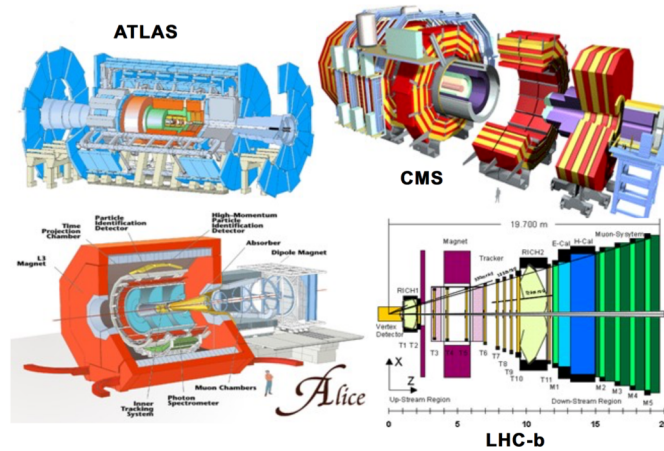 ATLAS
CMS
Particle Identification
Detector
High-Momentum
Particle
Identification
Detector
Time
Projection
Chamber
Absorber
L3
Magnet
Dipole Magnet
Muon Chambers
Photon
Spectrometer
Inner
Tracking
System
Alice
19.700 m
Magnet
Tracker
RICH2
E-Cal
H-Cal
Muon-System
RICH1
Vertex
Detector
T1
T2
T3
T6
T7
T8
T9
T10
T11
M1
M2
M3
M4
M5
X
Z
Up-Stream Region
Down-Stream Region
0
5
10
15
20
LHC-b